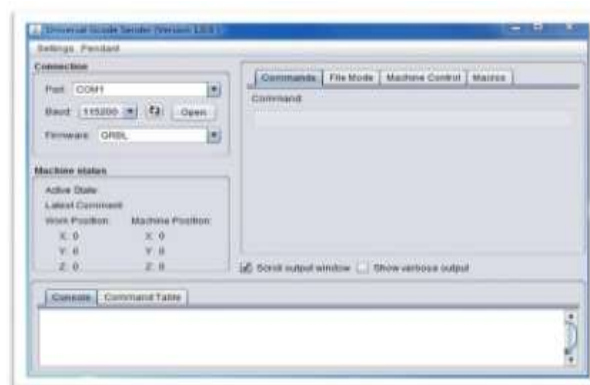 Universal Gcode Sender (Version 1.0.9)
Settings Pendant
Connection
Port: COM1
Baud: 115200 Open
Firmware: GRBL
Machine status
Active State:
Latest Comment:
Work Position: Machine Position:
X: 0 X: 0
Y: 0 Y: 0
Z: 0 Z: 0
Commands File Mode Machine Control Macros
Command
Scroll output window Show verbose output
Console Command Table